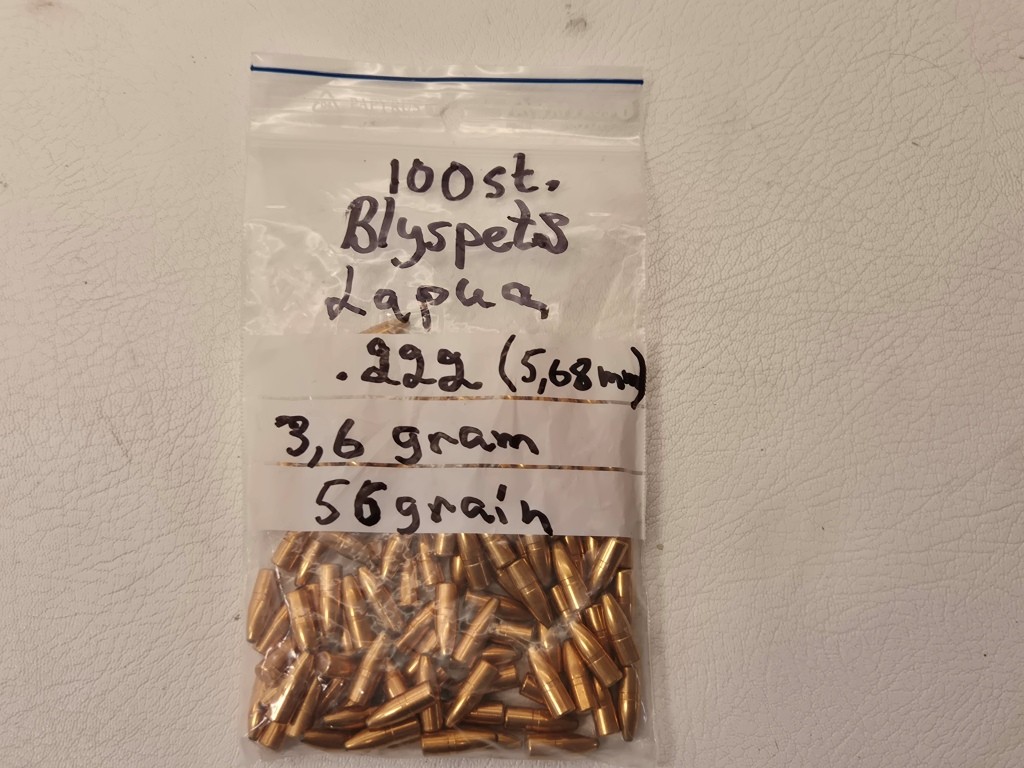 100st.
Blyspets
Lapua
.222 (5,68mm)
3,6 gram
56grain